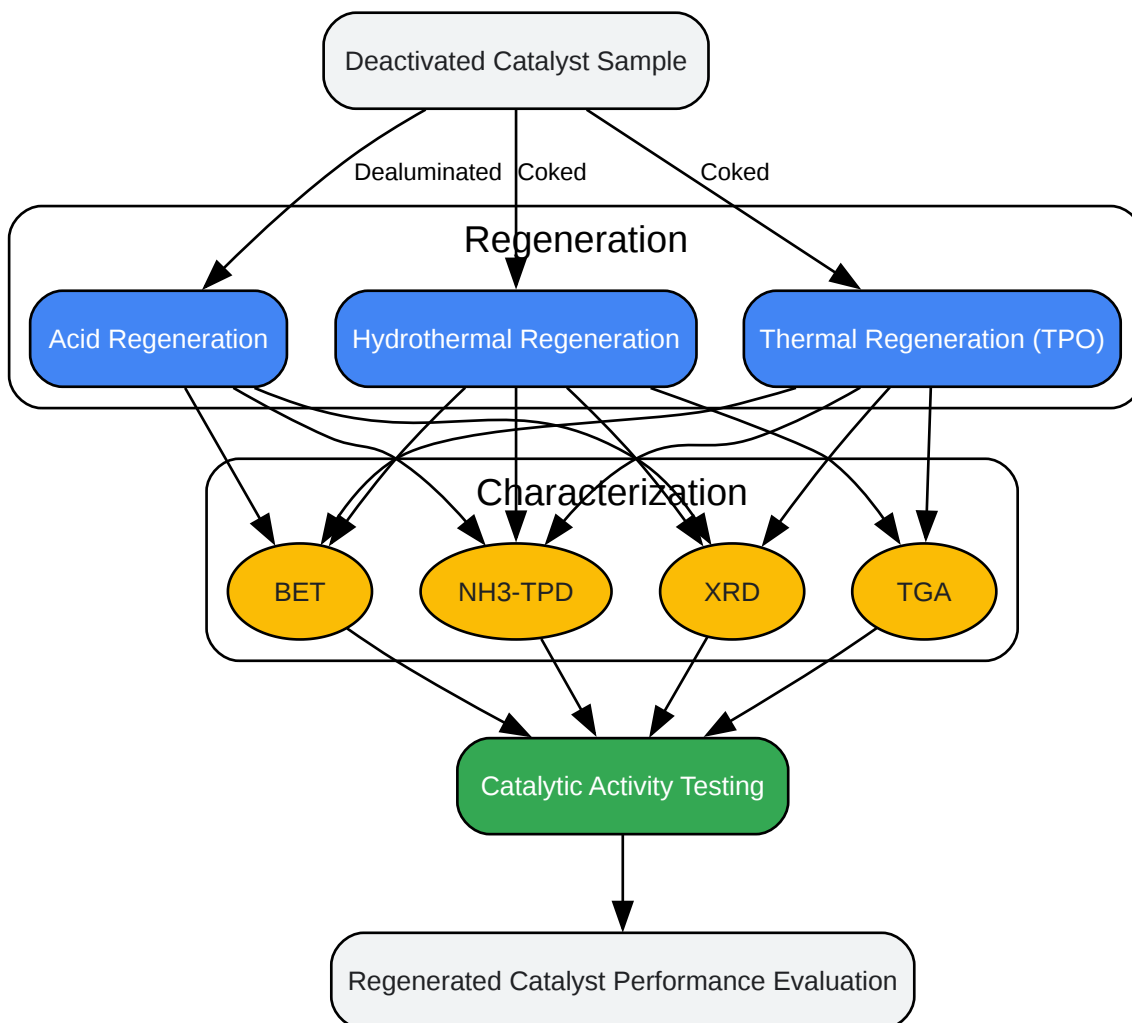 Deactivated Catalyst Sample
Dealuminated
Coked
Coked
Regeneration
Acid Regeneration
Hydrothermal Regeneration
Thermal Regeneration (TPO)
Characterization
BET
NH3-TPD
XRD
TGA
Catalytic Activity Testing
Regenerated Catalyst Performance Evaluation